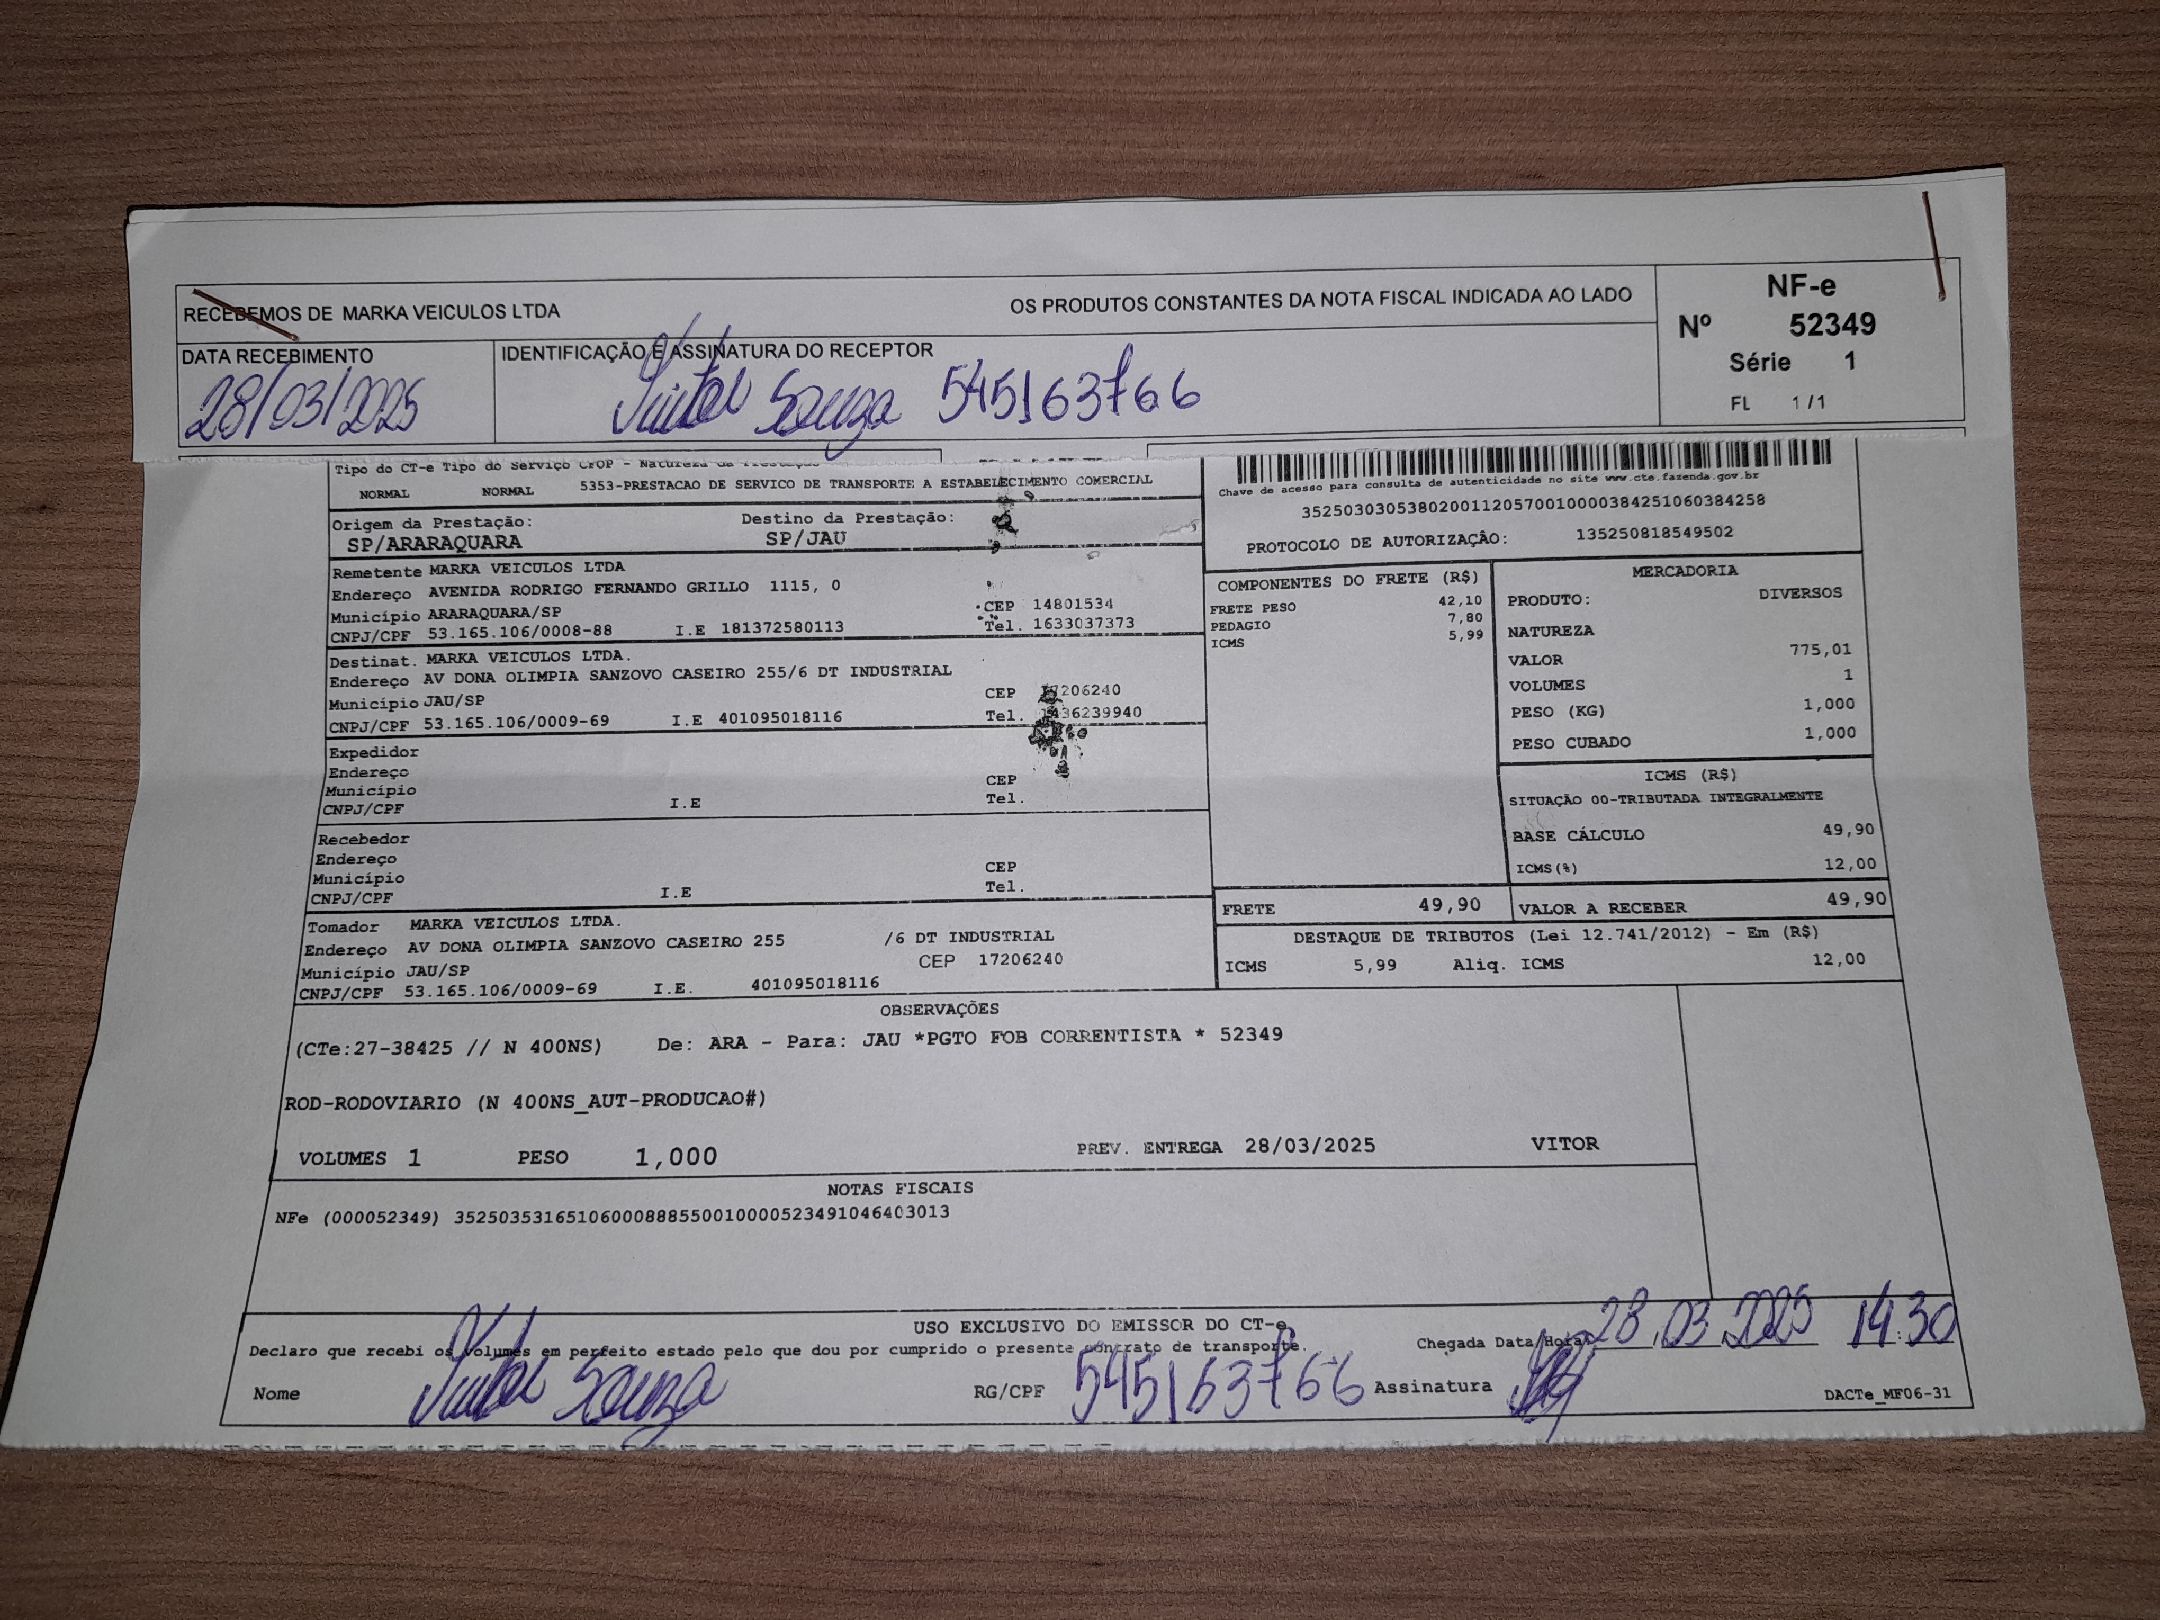 RECEBEMOS DE MARKA VEICULOS LTDA OS PRODUTOS CONSTANTES DA NOTA FISCAL INDICADA AO LADO
NF-e
Nº 52349
Série 1
FL 1/1
DATA RECEBIMENTO
28/03/2025
IDENTIFICAÇÃO E ASSINATURA DO RECEPTOR
Souza 545163766
Tipo do CT-e Tipo do Serviço CFOP - Natureza da Prestação
NORMAL NORMAL 5353-PRESTACAO DE SERVICO DE TRANSPORTE A ESTABELECIMENTO COMERCIAL
Origem da Prestação: Destino da Prestação:
SP/ARARAQUARA SP/JAU
Chave de acesso para consulta de autenticidade no site www.cte.fazenda.gov.br
35250303053802001120570010000384251060384258
PROTOCOLO DE AUTORIZAÇÃO: 135250818549502
Remetente MARKA VEICULOS LTDA
Endereço AVENIDA RODRIGO FERNANDO GRILLO 1115, 0
Município ARARAQUARA/SP CEP 14801534
CNPJ/CPF 53.165.106/0008-88 I.E 181372580113 Tel. 1633037373
Destinat. MARKA VEICULOS LTDA.
Endereço AV DONA OLIMPIA SANZOVO CASEIRO 255/6 DT INDUSTRIAL
Município JAU/SP CEP 17206240
CNPJ/CPF 53.165.106/0009-69 I.E 401095018116 Tel. 1436239940
Expedidor
Endereço
Município CEP
CNPJ/CPF I.E Tel.
Recebedor
Endereço
Município CEP
CNPJ/CPF I.E Tel.
Tomador MARKA VEICULOS LTDA.
Endereço AV DONA OLIMPIA SANZOVO CASEIRO 255 /6 DT INDUSTRIAL
Município JAU/SP CEP 17206240
CNPJ/CPF 53.165.106/0009-69 I.E. 401095018116
COMPONENTES DO FRETE (R$)
FRETE PESO 42,10
PEDAGIO 7,80
ICMS 5,99
MERCADORIA
PRODUTO: DIVERSOS
NATUREZA
VALOR 775,01
VOLUMES 1
PESO (KG) 1,000
PESO CUBADO 1,000
ICMS (R$)
SITUAÇÃO 00-TRIBUTADA INTEGRALMENTE
BASE CÁLCULO 49,90
ICMS(%) 12,00
FRETE 49,90 VALOR A RECEBER 49,90
DESTAQUE DE TRIBUTOS (Lei 12.741/2012) - Em (R$)
ICMS 5,99 Aliq. ICMS 12,00
OBSERVAÇÕES
(CTe:27-38425 // N 400NS) De: ARA - Para: JAU *PGTO FOB CORRENTISTA * 52349
ROD-RODOVIARIO (N 400NS_AUT-PRODUCAO#)
VOLUMES 1 PESO 1,000 PREV. ENTREGA 28/03/2025 VITOR
NOTAS FISCAIS
NFe (000052349) 35250353165106000888550010000523491046403013
USO EXCLUSIVO DO EMISSOR DO CT-e
Declaro que recebi os volumes em perfeito estado pelo que dou por cumprido o presente contrato de transporte. Chegada Data/Hora 28.03.2025 14:30
Nome Souza RG/CPF 545163766 Assinatura
DACTe_MF06-31